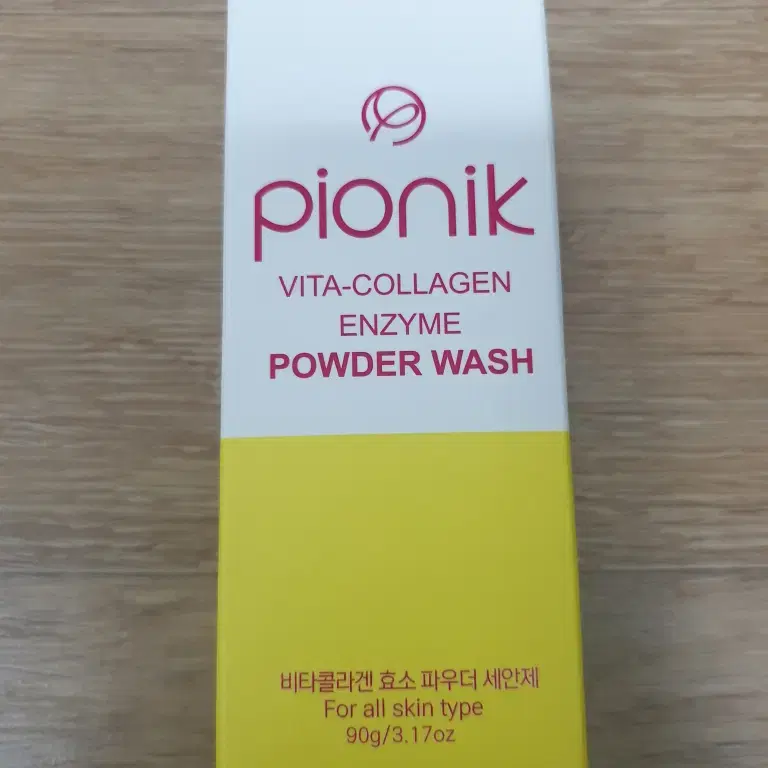 pionik
VITA-COLLAGEN
ENZYME
POWDER WASH
비타콜라겐 효소 파우더 세안제
For all skin type
90g/3.17oz